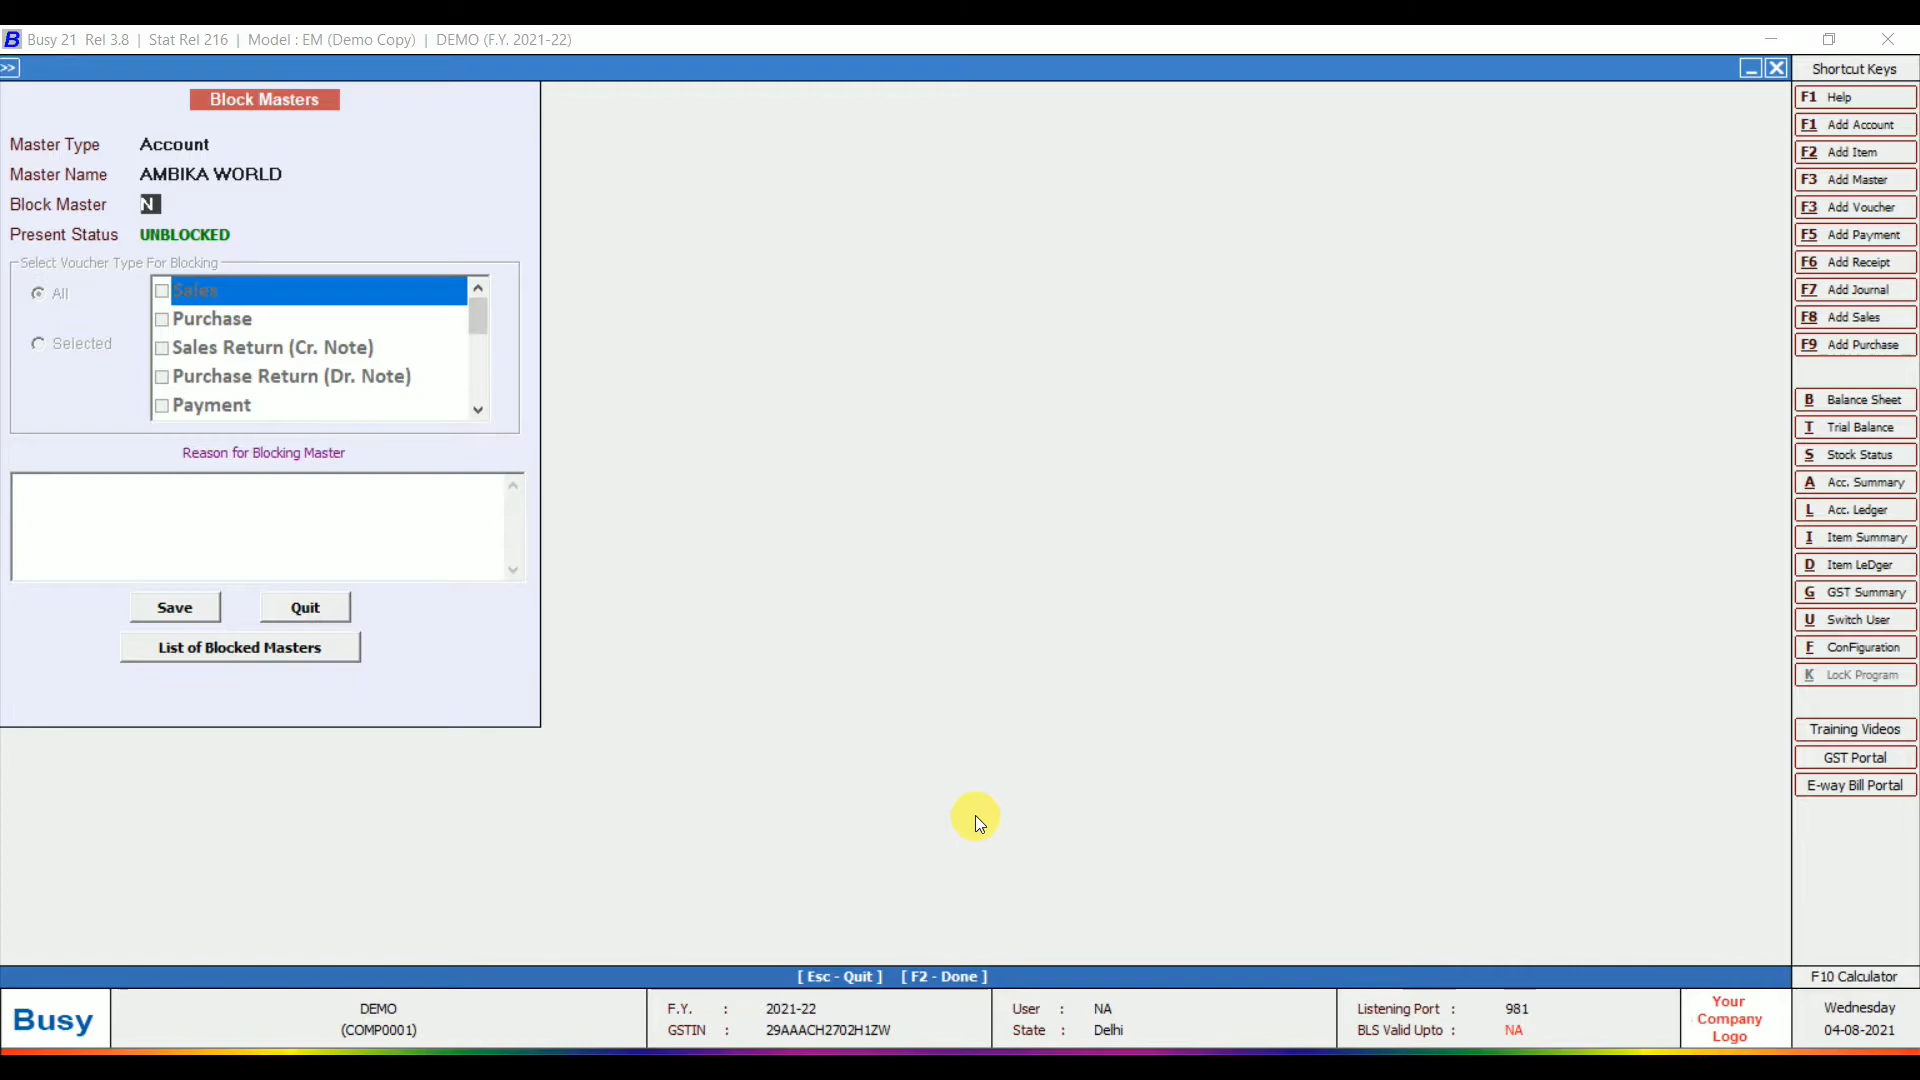 Busy 21 Rel 3.8 | Stat Rel 216 | Model : EM (Demo Copy) | DEMO (F.Y. 2021-22)
>>
Block Masters
Master Type Account
Master Name AMBIKA WORLD
Block Master N
Present Status UNBLOCKED
Select Voucher Type For Blocking
All
Selected
Sales
Purchase
Sales Return (Cr. Note)
Purchase Return (Dr. Note)
Payment
Reason for Blocking Master
Save Quit
List of Blocked Masters
Shortcut Keys
F1 Help
F1 Add Account
F2 Add Item
F3 Add Master
F3 Add Voucher
F5 Add Payment
F6 Add Receipt
F7 Add Journal
F8 Add Sales
F9 Add Purchase
B Balance Sheet
T Trial Balance
S Stock Status
A Acc. Summary
L Acc. Ledger
I Item Summary
D Item LeDger
G GST Summary
U Switch User
F ConFiguration
K LocK Program
Training Videos
GST Portal
E-way Bill Portal
[ Esc - Quit ] [ F2 - Done ]
F10 Calculator
Busy
DEMO
(COMP0001)
F.Y. : 2021-22
GSTIN : 29AAACH2702H1ZW
User : NA
State : Delhi
Listening Port : 981
BLS Valid Upto : NA
Your
Company
Logo
Wednesday
04-08-2021